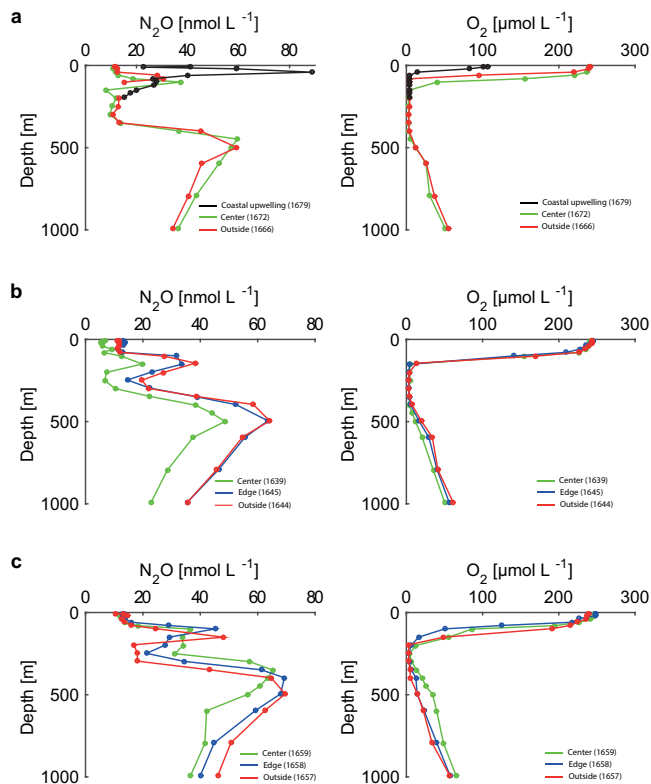 a
N2O [nmol L -1]
O2 [µmol L -1]
0 20 40 60 80
0 100 200 300
0
500
1000
Depth [m]
Coastal upwelling (1679)
Center (1672)
Outside (1666)
0
500
1000
Depth [m]
Coastal upwelling (1679)
Center (1672)
Outside (1666)
b
N2O [nmol L -1]
O2 [µmol L -1]
0 20 40 60 80
0 100 200 300
0
500
1000
Depth [m]
Center (1639)
Edge (1645)
Outside (1644)
0
500
1000
Depth [m]
Center (1639)
Edge (1645)
Outside (1644)
c
N2O [nmol L -1]
O2 [µmol L -1]
0 20 40 60 80
0 100 200 300
0
500
1000
Depth [m]
Center (1659)
Edge (1658)
Outside (1657)
0
500
1000
Depth [m]
Center (1659)
Edge (1658)
Outside (1657)